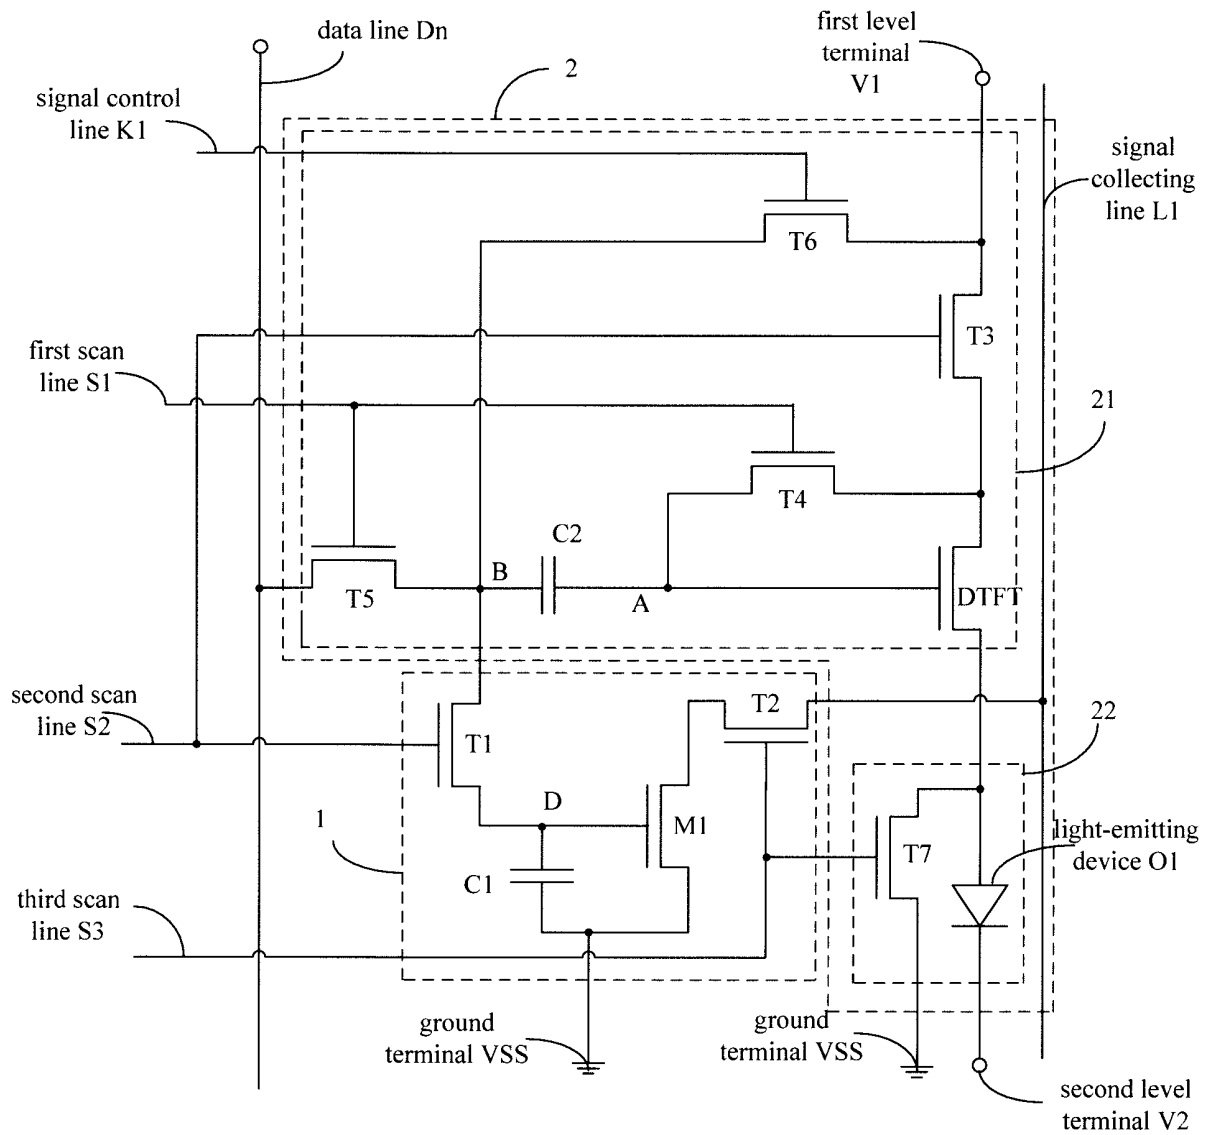 data line Dn
first level
terminal
V1
2
signal control
line K1
signal
collecting
line L1
T6
T3
first scan
line S1
21
T4
C2
B
A
T5
DTFT
second scan
line S2
T2
22
T1
D
1
M1
T7
light-emitting
device O1
C1
third scan
line S3
ground
terminal VSS
ground
terminal VSS
second level
terminal V2